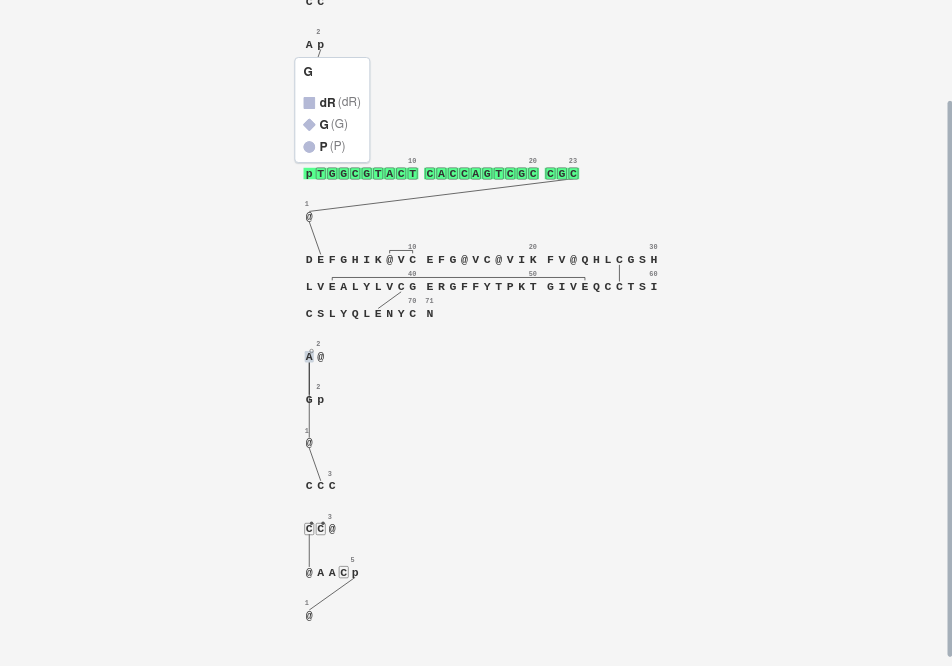 C C
2
A p
G
dR (dR)
G (G)
P (P)
10 20 23
p T G G C G T A C T C A C C A G T C G C C G C
1
@
10 20 30
D E F G H I K @ V C E F G @ V C @ V I K F V @ Q H L C G S H
40 50 60
L V E A L Y L V C G E R G F F Y T P K T G I V E Q C C T S I
70 71
C S L Y Q L E N Y C N
2
A @
2
G p
1
@
3
C C C
3
C C @
5
@ A A C p
1
@